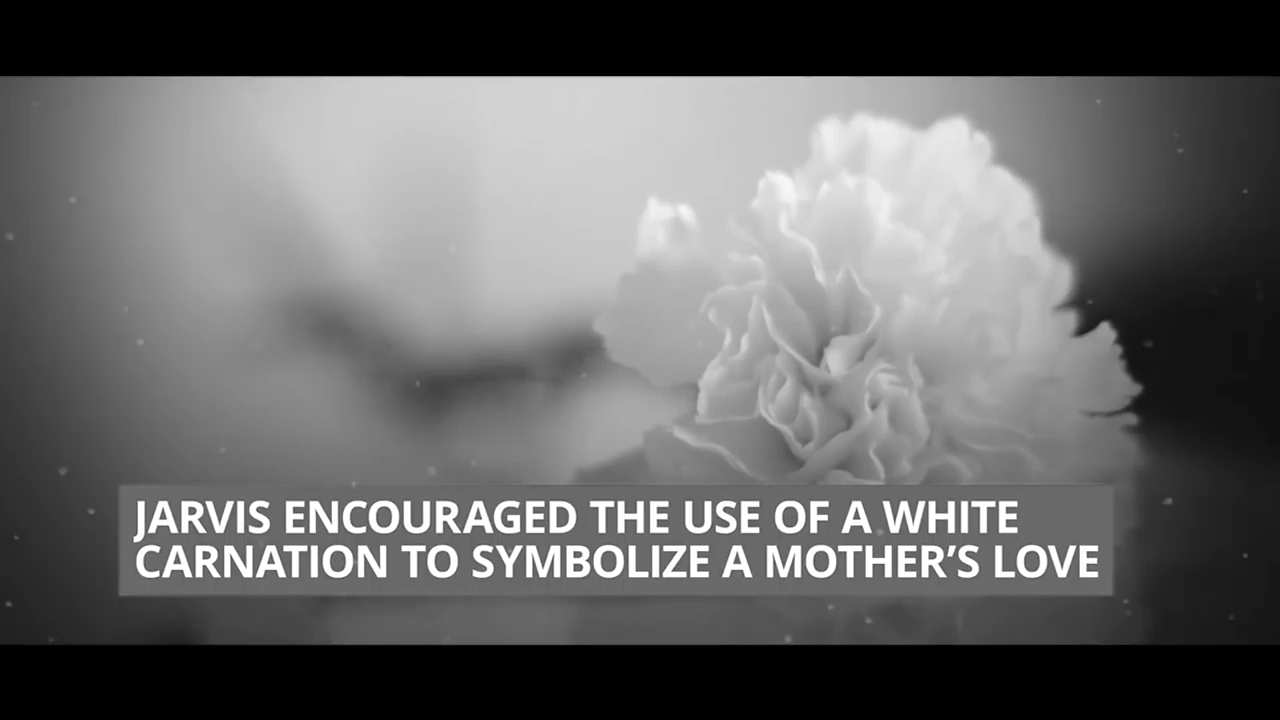 JARVIS ENCOURAGED THE USE OF A WHITE
CARNATION TO SYMBOLIZE A MOTHER’S LOVE